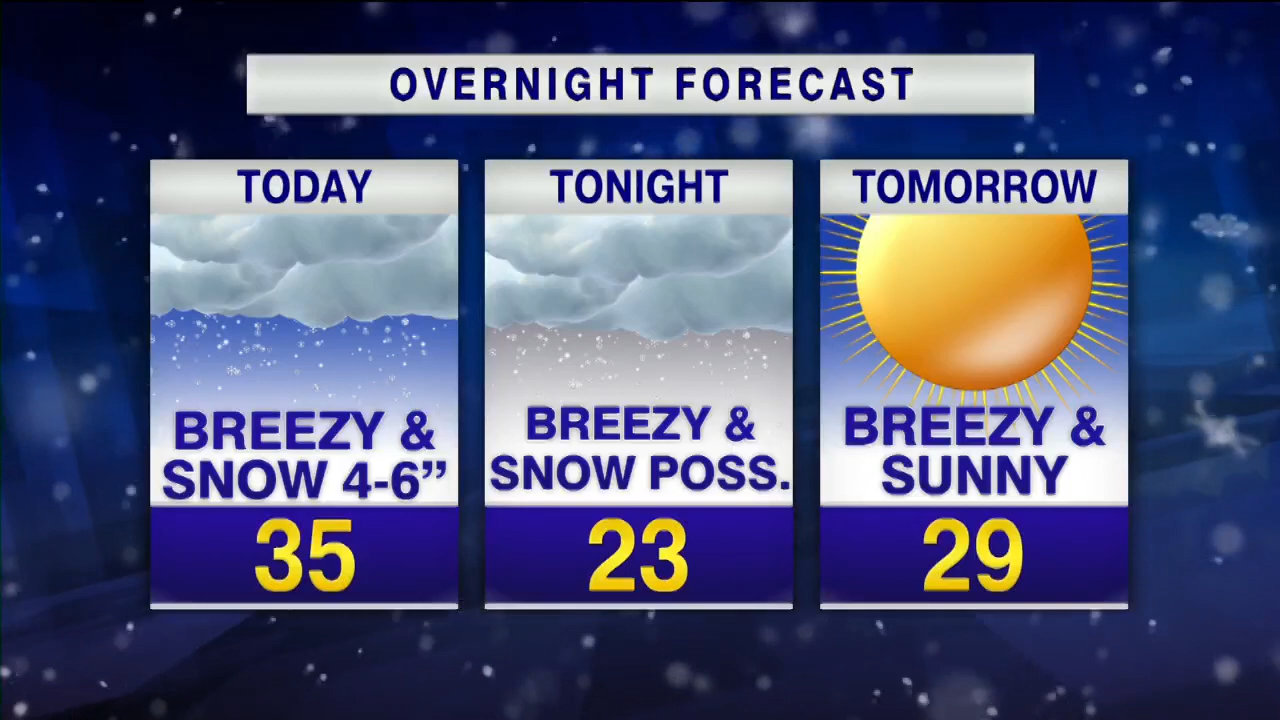 OVERNIGHT FORECAST
TODAY
BREEZY &
SNOW 4-6”
35
TONIGHT
BREEZY &
SNOW POSS.
23
TOMORROW
BREEZY &
SUNNY
29